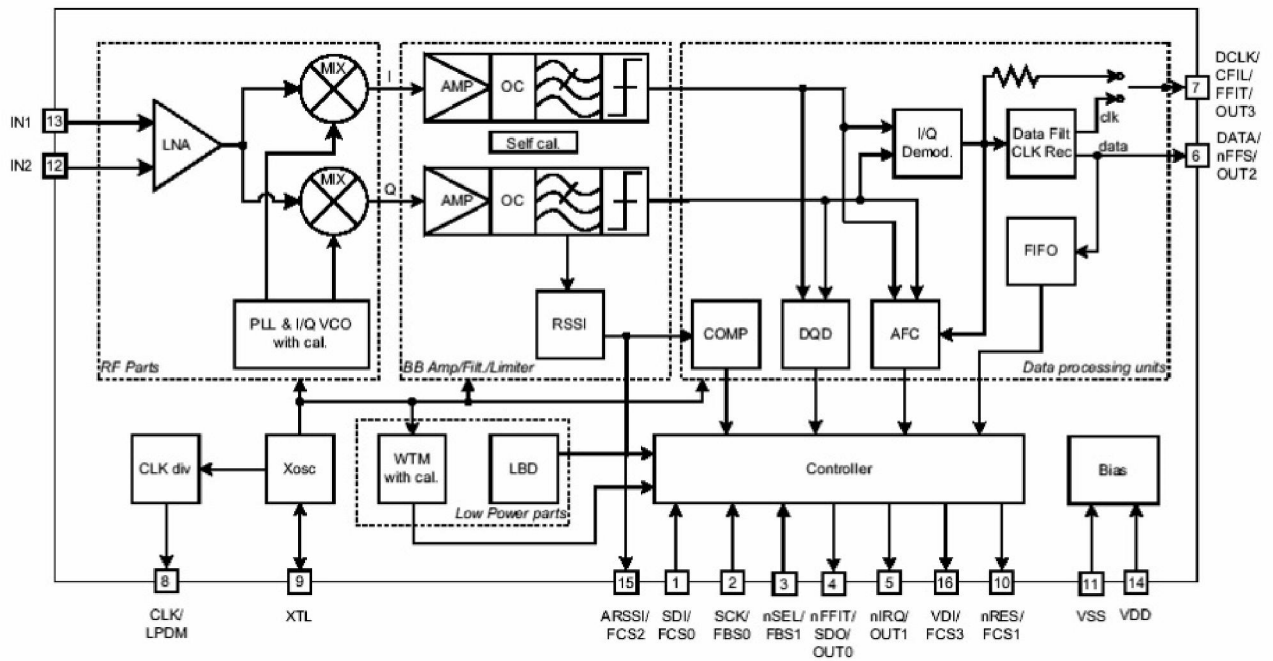 MIX
I
AMP
OC
Self cal.
IN1
13
IN2
12
LNA
MIX
Q
AMP
OC
I/Q
Demod.
Data Filt
CLK Rec
clk
data
7
DCLK/
CFIL/
FFIT/
OUT3
6
DATA/
nFFS/
OUT2
FIFO
PLL & I/Q VCO
with cal.
RSSI
COMP
DQD
AFC
RF Parts
BB Amp/Filt./Limiter
Data processing units
CLK div
Xosc
WTM
with cal.
LBD
Low Power parts
Controller
Bias
8
9
15
1
2
3
4
5
16
10
11
14
CLK/
LPDM
XTL
ARSSI/
FCS2
SDI/
FCS0
SCK/
FBS0
nSEL/
FBS1
nFFIT/
SDO/
OUT0
nIRQ/
OUT1
VDI/
FCS3
nRES/
FCS1
VSS
VDD